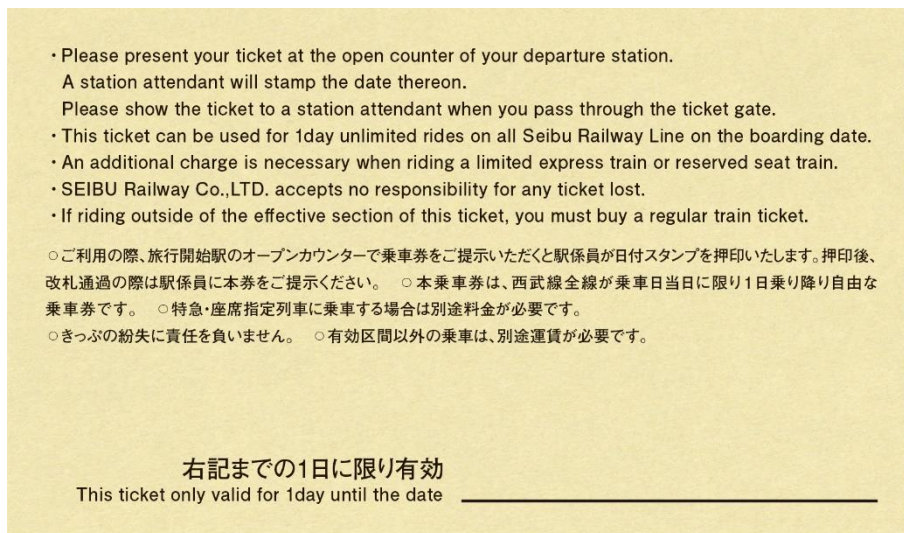 ・Please present your ticket at the open counter of your departure station.
A station attendant will stamp the date thereon.
Please show the ticket to a station attendant when you pass through the ticket gate.
・This ticket can be used for 1day unlimited rides on all Seibu Railway Line on the boarding date.
・An additional charge is necessary when riding a limited express train or reserved seat train.
・SEIBU Railway Co.,LTD. accepts no responsibility for any ticket lost.
・If riding outside of the effective section of this ticket, you must buy a regular train ticket.
○ご利用の際、旅行開始駅のオープンカウンターで乗車券をご提示いただくと駅係員が日付スタンプを押印いたします。押印後、
改札通過の際は駅係員に本券をご提示ください。 ○本乗車券は、西武線全線が乗車日当日に限り1日乗り降り自由な
乗車券です。 ○特急・座席指定列車に乗車する場合は別途料金が必要です。
○きっぷの紛失に責任を負いません。 ○有効区間以外の乗車は、別途運賃が必要です。
右記までの1日に限り有効
This ticket only valid for 1day until the date